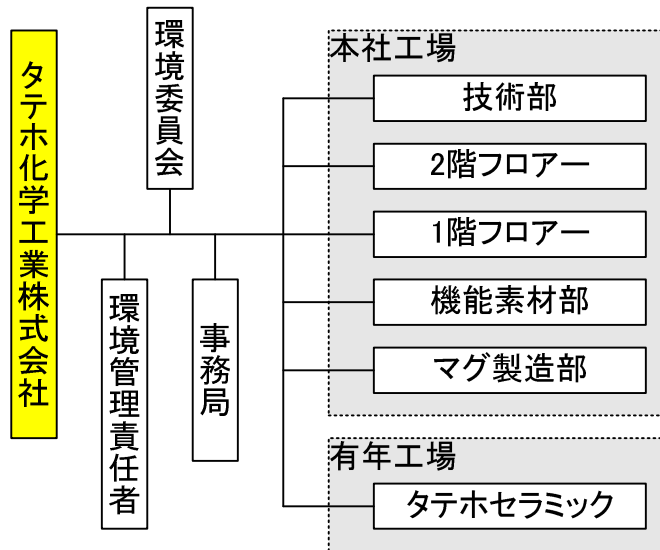 タテホ化学工業株式会社
環境委員会
環境管理責任者
事務局
本社工場
技術部
2階フロアー
1階フロアー
機能素材部
マグ製造部
有年工場
タテホセラミック